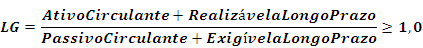 LG = (AtivoCirculante + RealizávelaLongoPrazo) / (PassivoCirculante + ExigívelaLongoPrazo) ≥ 1,0